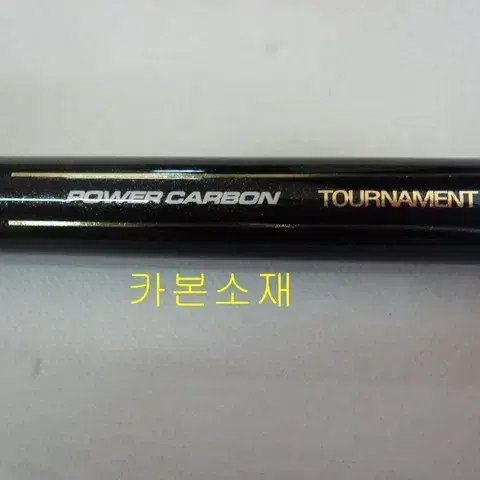 POWER CARBON TOURNAMENT
카본소재